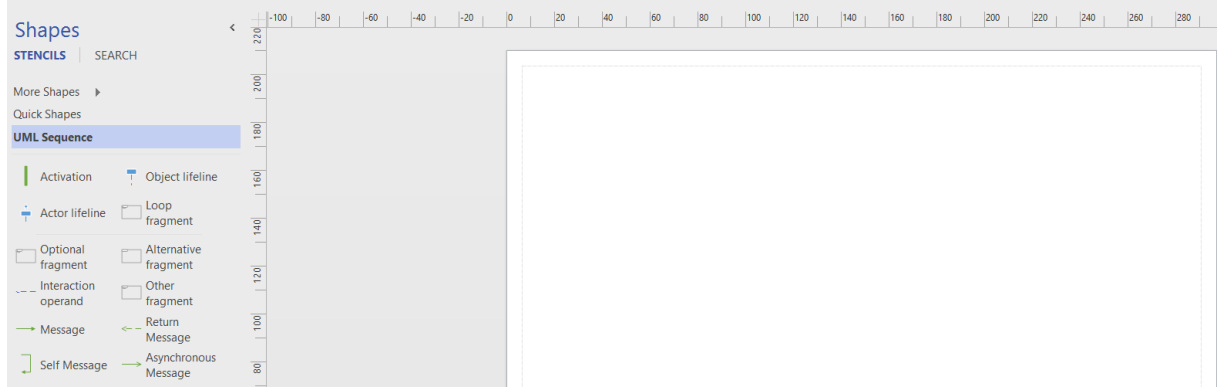 Shapes
STENCILS SEARCH
More Shapes
Quick Shapes
UML Sequence
Activation Object lifeline
Actor lifeline Loop
fragment
Optional Alternative
fragment fragment
Interaction Other
operand fragment
Message Return
Message
Self Message Asynchronous
Message
-100 -80 -60 -40 -20 0 20 40 60 80 100 120 140 160 180 200 220 240 260 280
220
200
180
160
140
120
100
80